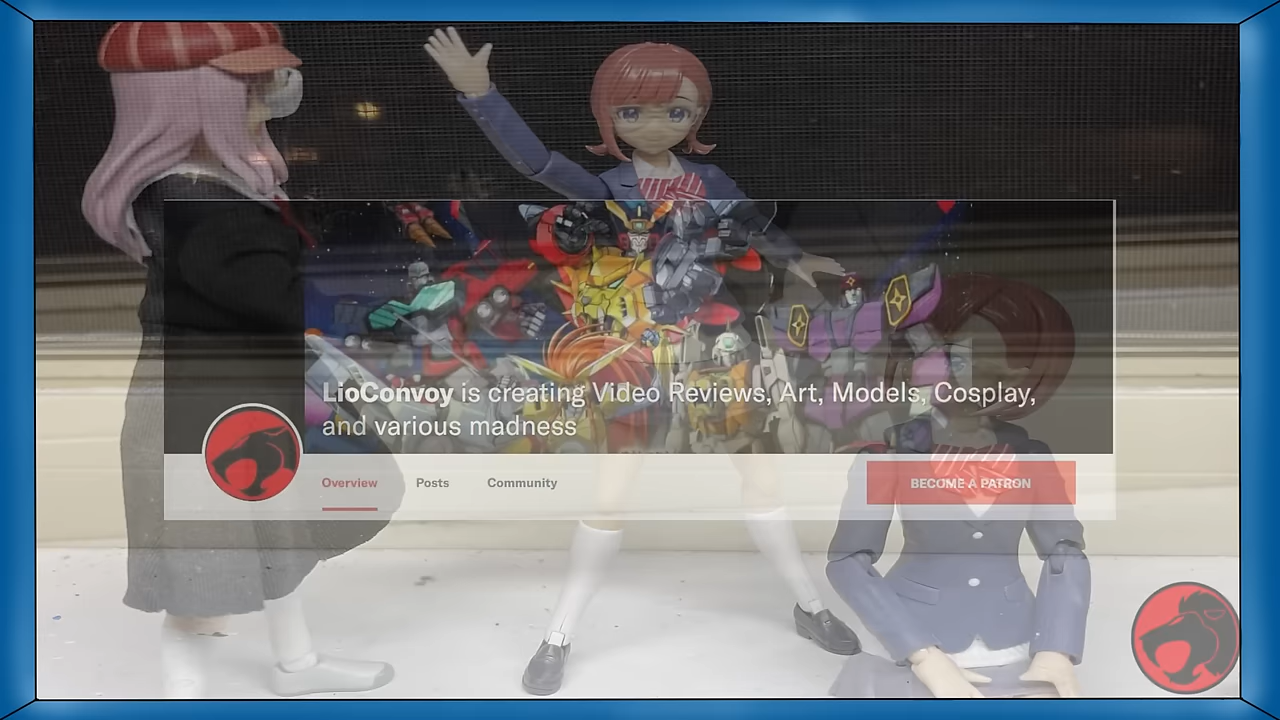 LioConvoy is creating Video Reviews, Art, Models, Cosplay,
and various madness
Overview Posts Community BECOME A PATRON